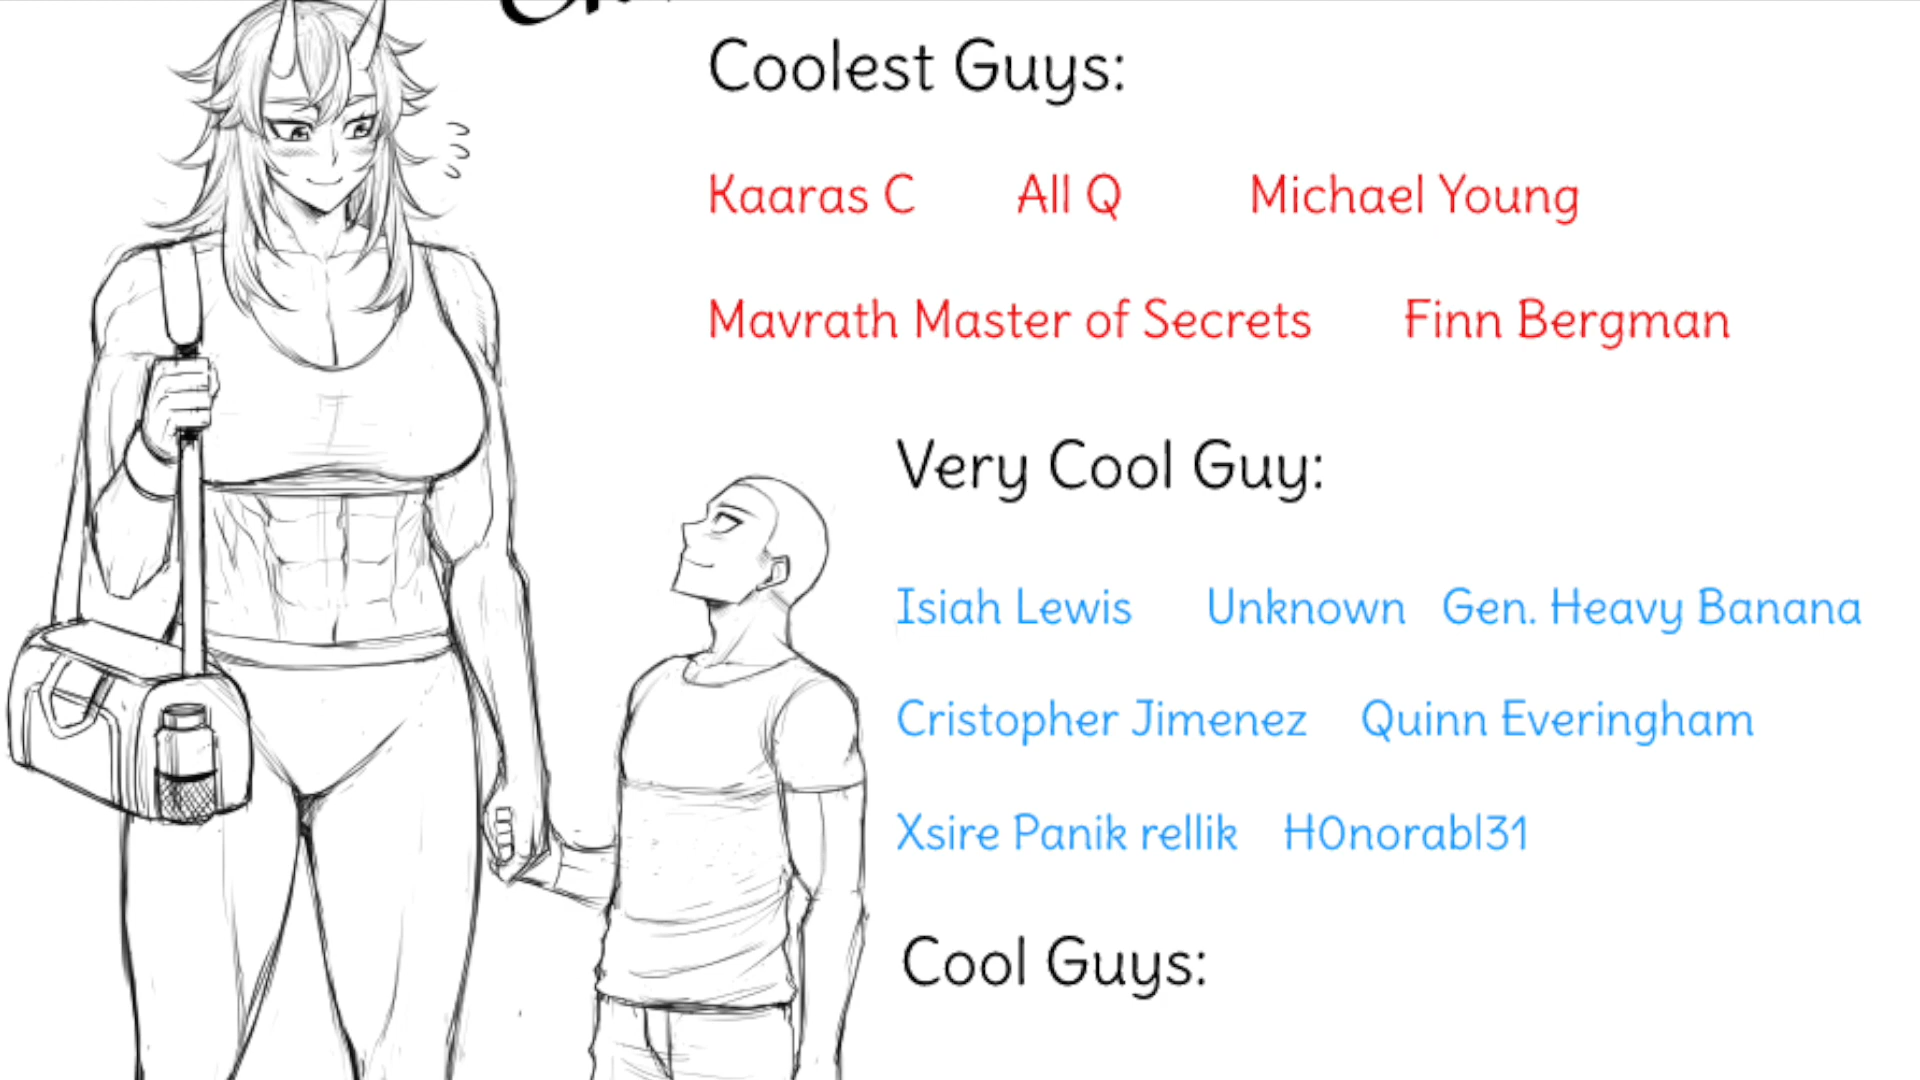 Coolest Guys:
Kaaras C All Q Michael Young
Mavrath Master of Secrets Finn Bergman
Very Cool Guy:
Isiah Lewis Unknown Gen. Heavy Banana
Cristopher Jimenez Quinn Everingham
Xsire Panik rellik H0norabl31
Cool Guys: